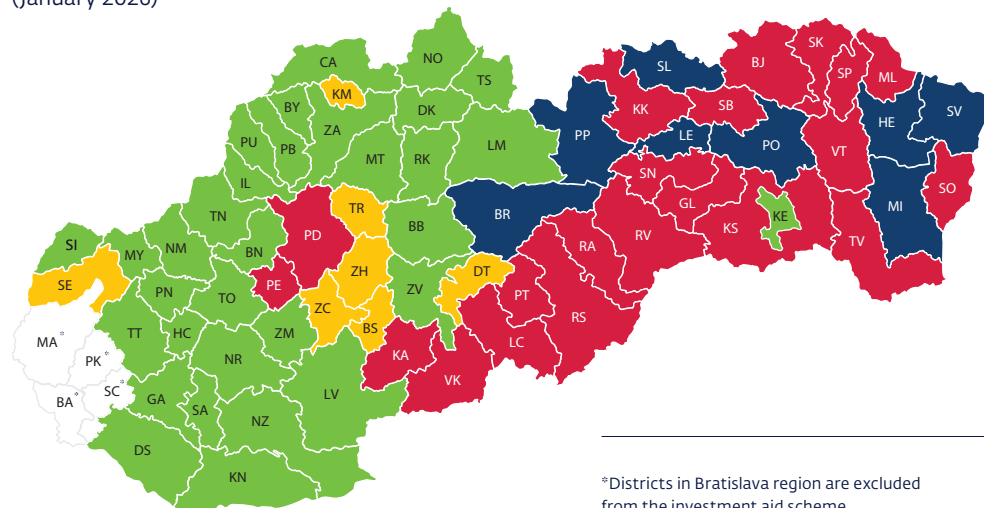 (January 2026)
CA
NO
TS
KM
BY
ZA
DK
PU
PB
MT
RK
LM
IL
TN
TR
BB
BR
PP
SL
KK
SB
LE
PO
BJ
SK
SP
ML
HE
SV
VT
MI
SO
TV
SN
GL
KS
KE
RV
RA
RS
PT
LC
DT
ZV
ZH
ZC
BS
KA
VK
PD
PE
SI
SE
MY
NM
BN
PN
TO
TT
HC
NR
ZM
LV
GA
SA
NZ
DS
KN
MA*
PK*
SC*
BA*
*Districts in Bratislava region are excluded
from the investment aid scheme